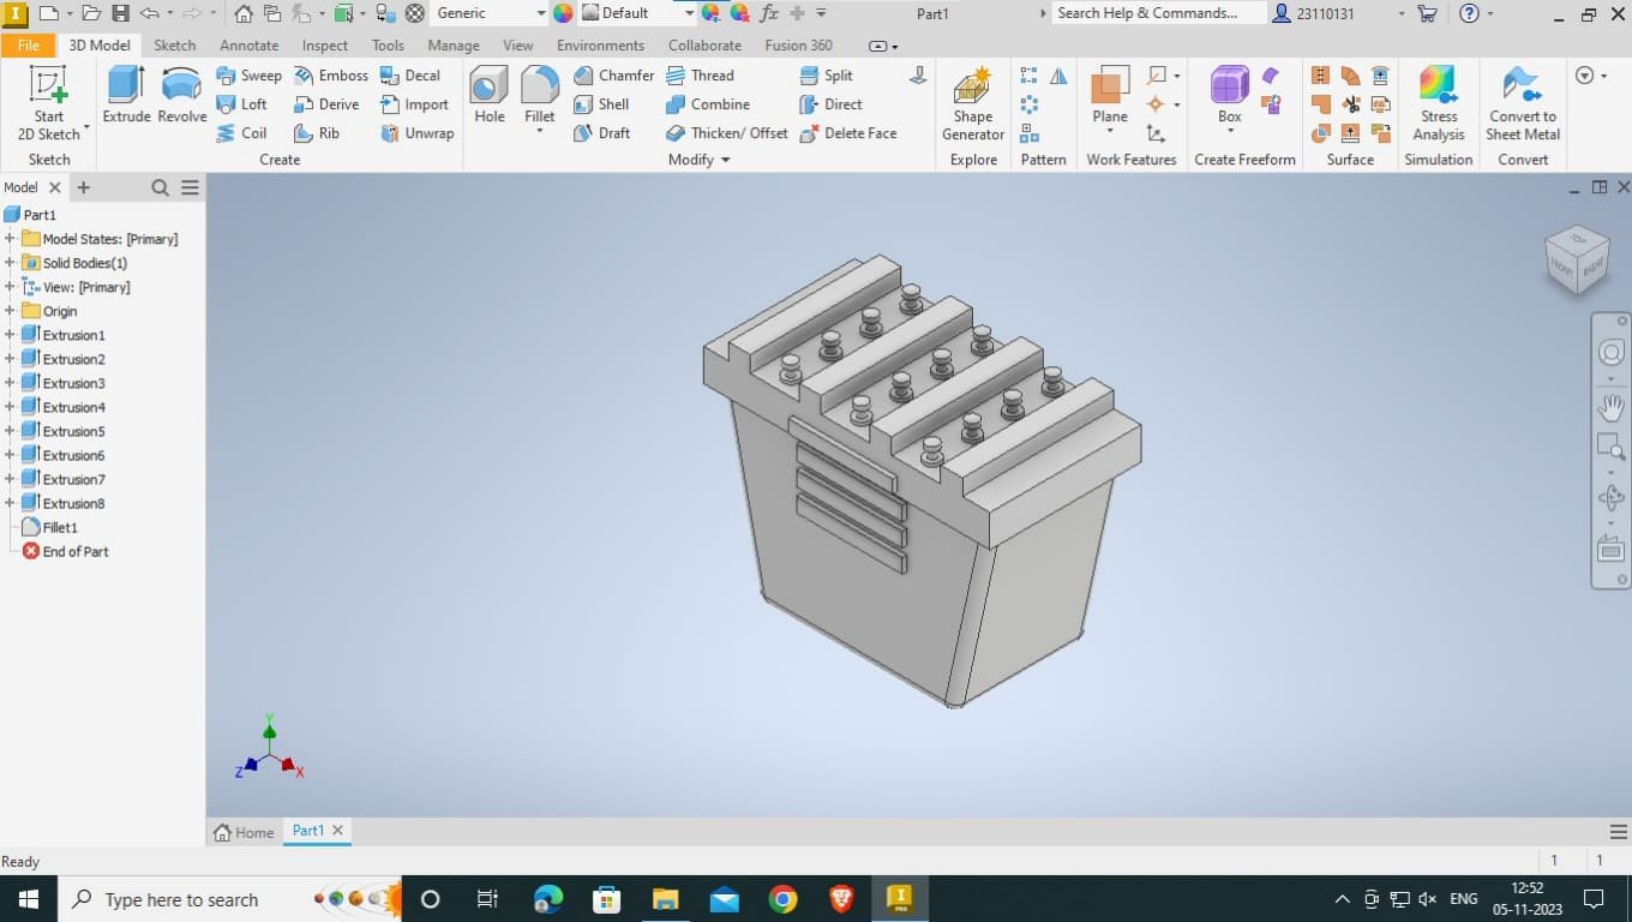 I
Generic
Default
fx
Part1
Search Help & Commands...
23110131
File
3D Model
Sketch
Annotate
Inspect
Tools
Manage
View
Environments
Collaborate
Fusion 360
Start
2D Sketch
Extrude
Revolve
Sweep
Emboss
Decal
Loft
Derive
Import
Coil
Rib
Unwrap
Hole
Fillet
Chamfer
Thread
Split
Shell
Combine
Direct
Draft
Thicken/ Offset
Delete Face
Shape
Generator
Plane
Box
Stress
Analysis
Convert to
Sheet Metal
Sketch
Create
Modify
Explore
Pattern
Work Features
Create Freeform
Surface
Simulation
Convert
Model
Part1
Model States: [Primary]
Solid Bodies(1)
View: [Primary]
Origin
Extrusion1
Extrusion2
Extrusion3
Extrusion4
Extrusion5
Extrusion6
Extrusion7
Extrusion8
Fillet1
End of Part
FRONT
RIGHT
Y
Z
X
Home
Part1
Ready
1
1
Type here to search
I
ENG
12:52
05-11-2023